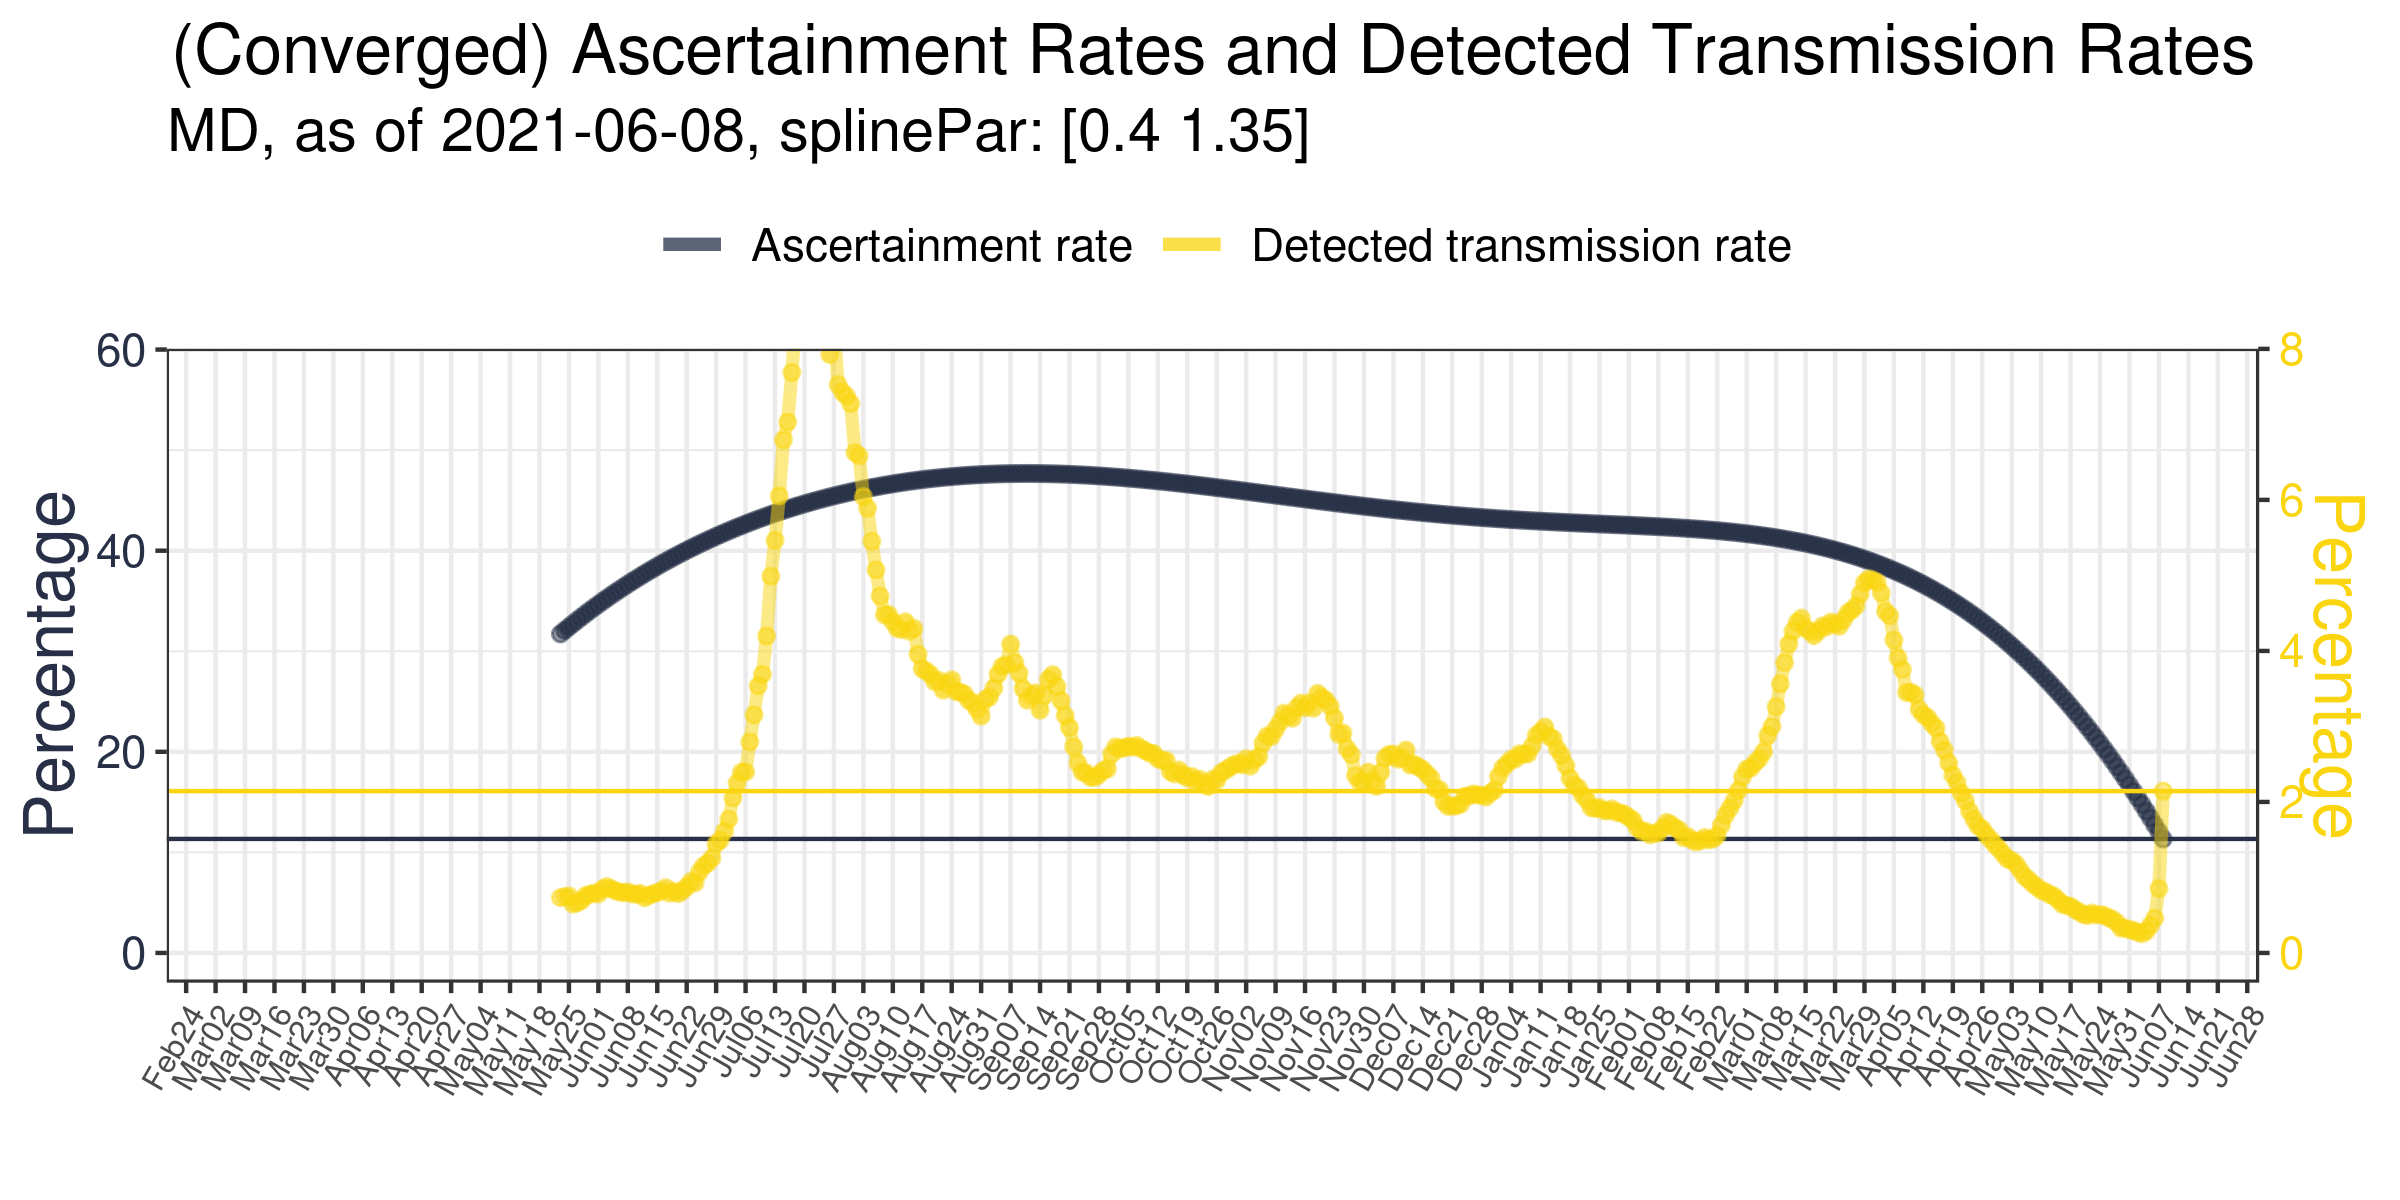 (Converged) Ascertainment Rates and Detected Transmission Rates
MD, as of 2021-06-08, splinePar: [0.4 1.35]
Ascertainment rate
Detected transmission rate
Percentage
60
40
20
0
8
6
4
2
0
Percentage
Feb24
Mar02
Mar09
Mar16
Mar23
Mar30
Apr06
Apr13
Apr20
Apr27
May04
May11
May18
May25
Jun01
Jun08
Jun15
Jun22
Jun29
Jul06
Jul13
Jul20
Jul27
Aug03
Aug10
Aug17
Aug24
Aug31
Sep07
Sep14
Sep21
Sep28
Oct05
Oct12
Oct19
Oct26
Nov02
Nov09
Nov16
Nov23
Nov30
Dec07
Dec14
Dec21
Dec28
Jan04
Jan11
Jan18
Jan25
Feb01
Feb08
Feb15
Feb22
Mar01
Mar08
Mar15
Mar22
Mar29
Apr05
Apr12
Apr19
Apr26
May03
May10
May17
May24
May31
Jun07
Jun14
Jun21
Jun28